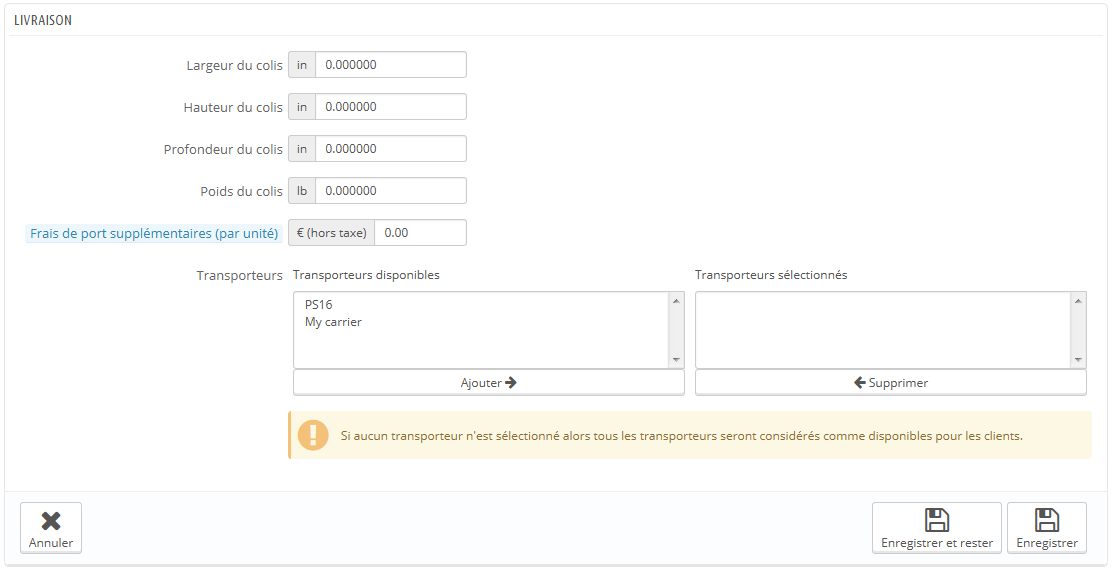 LIVRAISON
Largeur du colis in 0.000000
Hauteur du colis in 0.000000
Profondeur du colis in 0.000000
Poids du colis lb 0.000000
Frais de port supplémentaires (par unité) € (hors taxe) 0.00
Transporteurs Transporteurs disponibles Transporteurs sélectionnés
PS16
My carrier
Ajouter Supprimer
Si aucun transporteur n'est sélectionné alors tous les transporteurs seront considérés comme disponibles pour les clients.
Annuler Enregistrer et rester Enregistrer